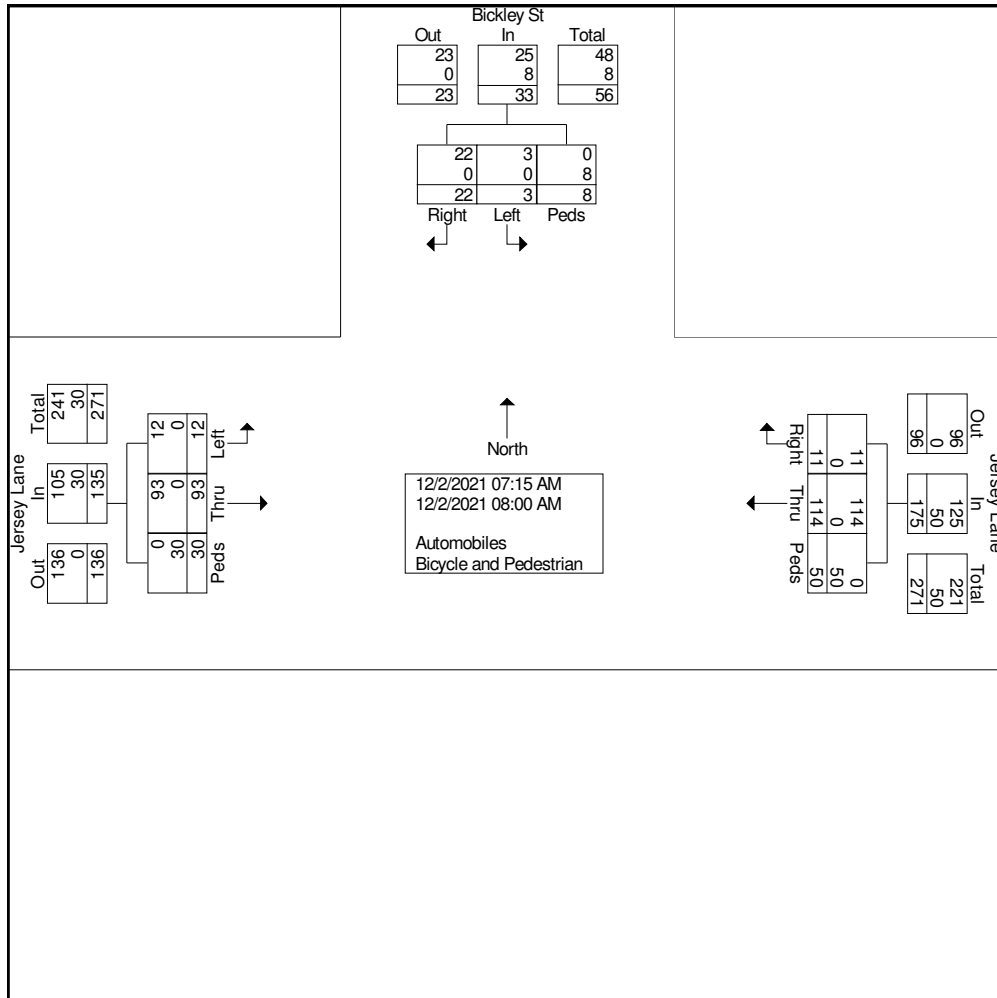 Bickley St
Out In Total
23 25 48
0 8 8
23 33 56
22 3 0
0 0 8
22 3 8
Right Left Peds
Jersey Lane
Total In Out
241 105 136
30 30 0
271 135 136
12 93 0
0 0 30
12 93 30
Left Thru Peds
North
12/2/2021 07:15 AM
12/2/2021 08:00 AM
Automobiles
Bicycle and Pedestrian
Right Thru Peds
11 114 50
0 0 50
11 114 0
Jersey Lane
Out In Total
96 125 221
0 50 50
96 175 271